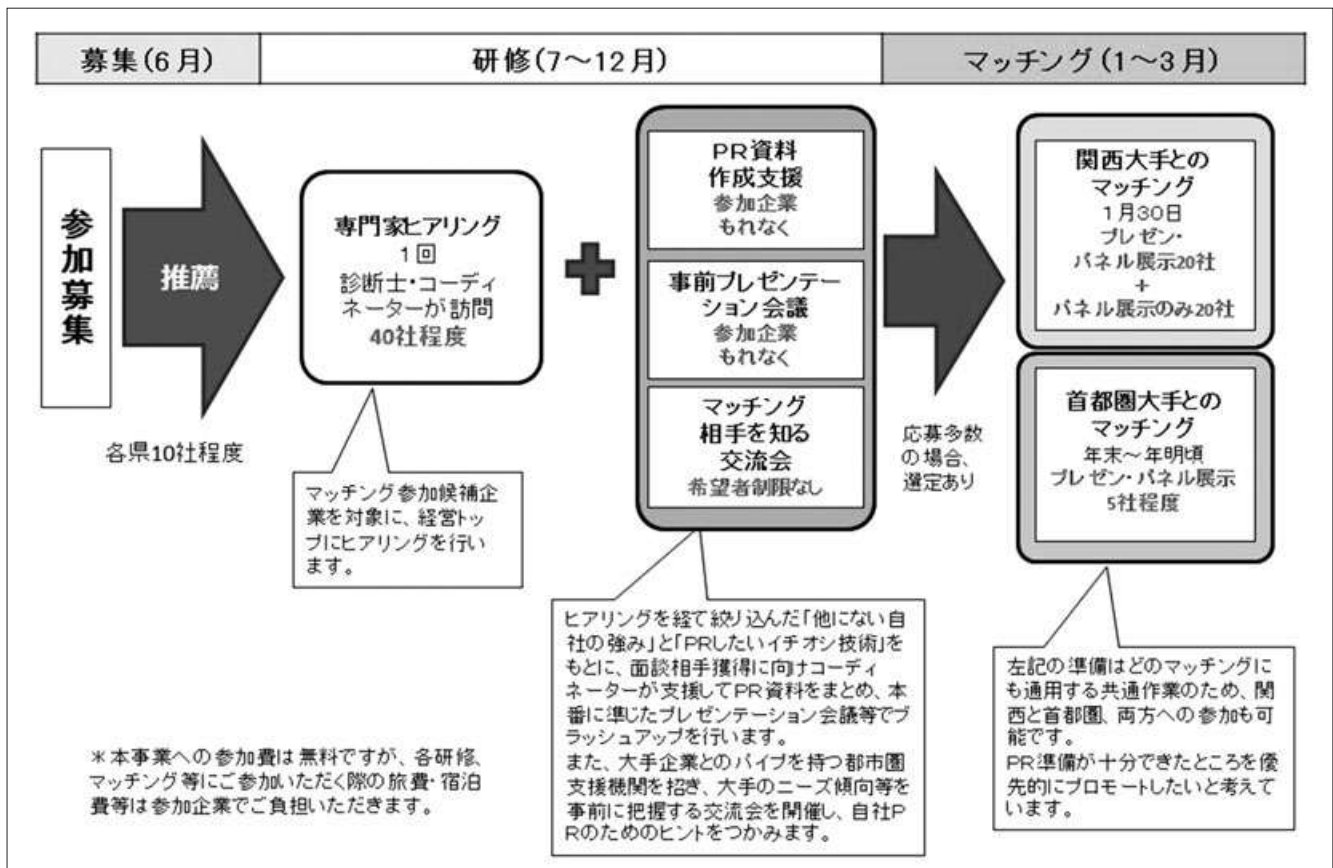 募集(6月)
研修(7～12月)
マッチング(1～3月)
参加募集
推薦
各県10社程度
専門家ヒアリング
1回
診断士・コーディ
ネーターが訪問
40社程度
マッチング参加候補企
業を対象に、経営トッ
プにヒアリングを行い
ます。
PR資料
作成支援
参加企業
もれなく
事前プレゼンテー
ション会議
参加企業
もれなく
マッチング
相手を知る
交流会
希望者制限なし
ヒアリングを経て絞り込んだ「他にない自
社の強み」と「PRしたいイチオシ技術」を
もとに、面談相手獲得に向けコーディ
ネーターが支援してPR資料をまとめ、本
番に準じたプレゼンテーション会議等でブ
ラッシュアップを行います。
また、大手企業とのパイプを持つ都市圏
支援機関を招き、大手のニーズ傾向等を
事前に把握する交流会を開催し、自社P
Rのためのヒントをつかみます。
応募多数
の場合、
選定あり
関西大手との
マッチング
1月30日
プレゼン・
パネル展示20社
+
パネル展示のみ20社
首都圏大手との
マッチング
年末～年明頃
プレゼン・パネル展示
5社程度
左記の準備はどのマッチングに
も通用する共通作業のため、関
西と首都圏、両方への参加も可
能です。
PR準備が十分できたところを優
先的にプロモートしたいと考えて
います。
＊本事業への参加費は無料ですが、各研修、
マッチング等にご参加いただく際の旅費・宿泊
費等は参加企業でご負担いただきます。